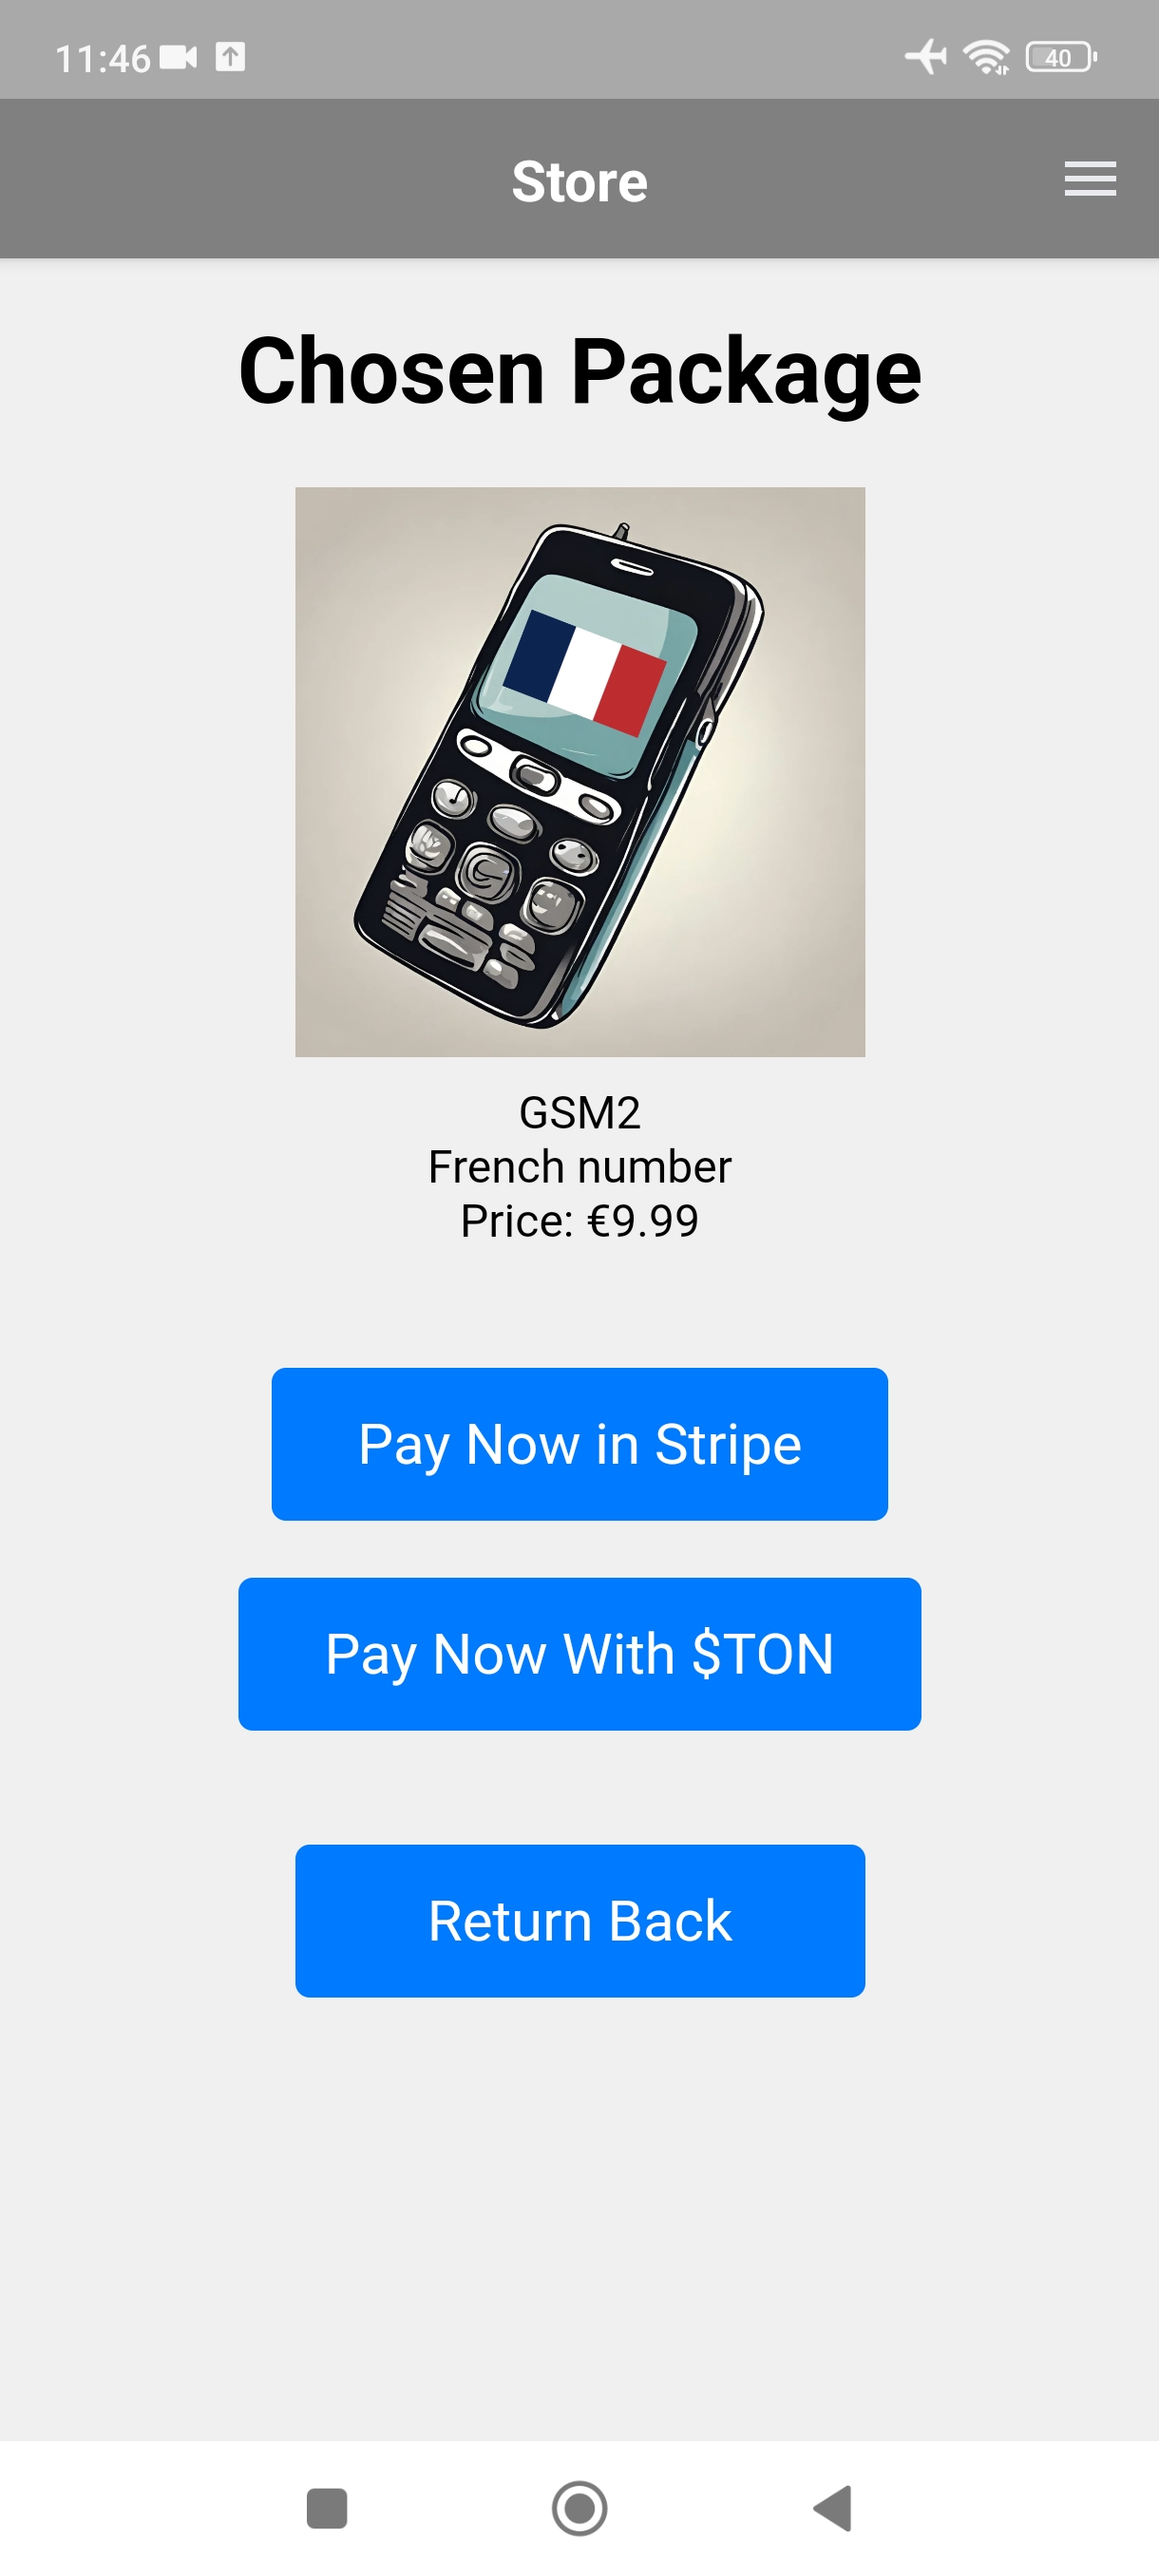 11:46
40
Store
Chosen Package
GSM2
French number
Price: €9.99
Pay Now in Stripe
Pay Now With $TON
Return Back